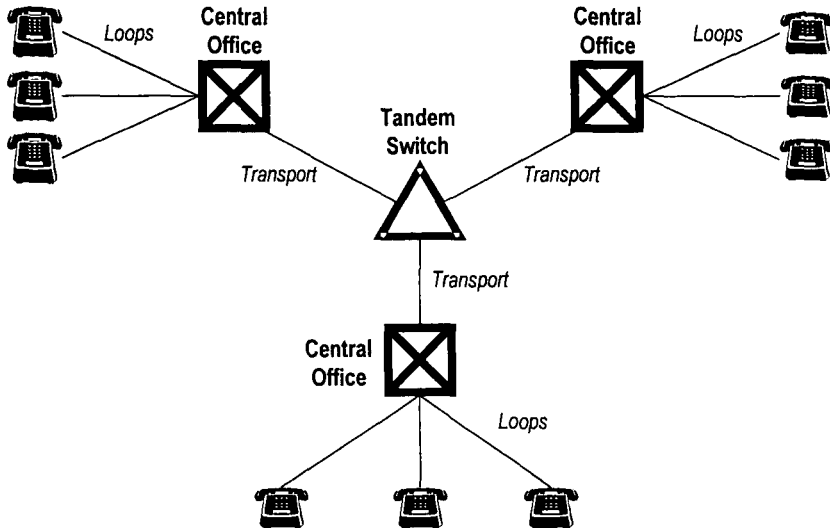 Central
Office
Loops
Central
Office
Loops
Tandem
Switch
Transport
Transport
Transport
Central
Office
Loops